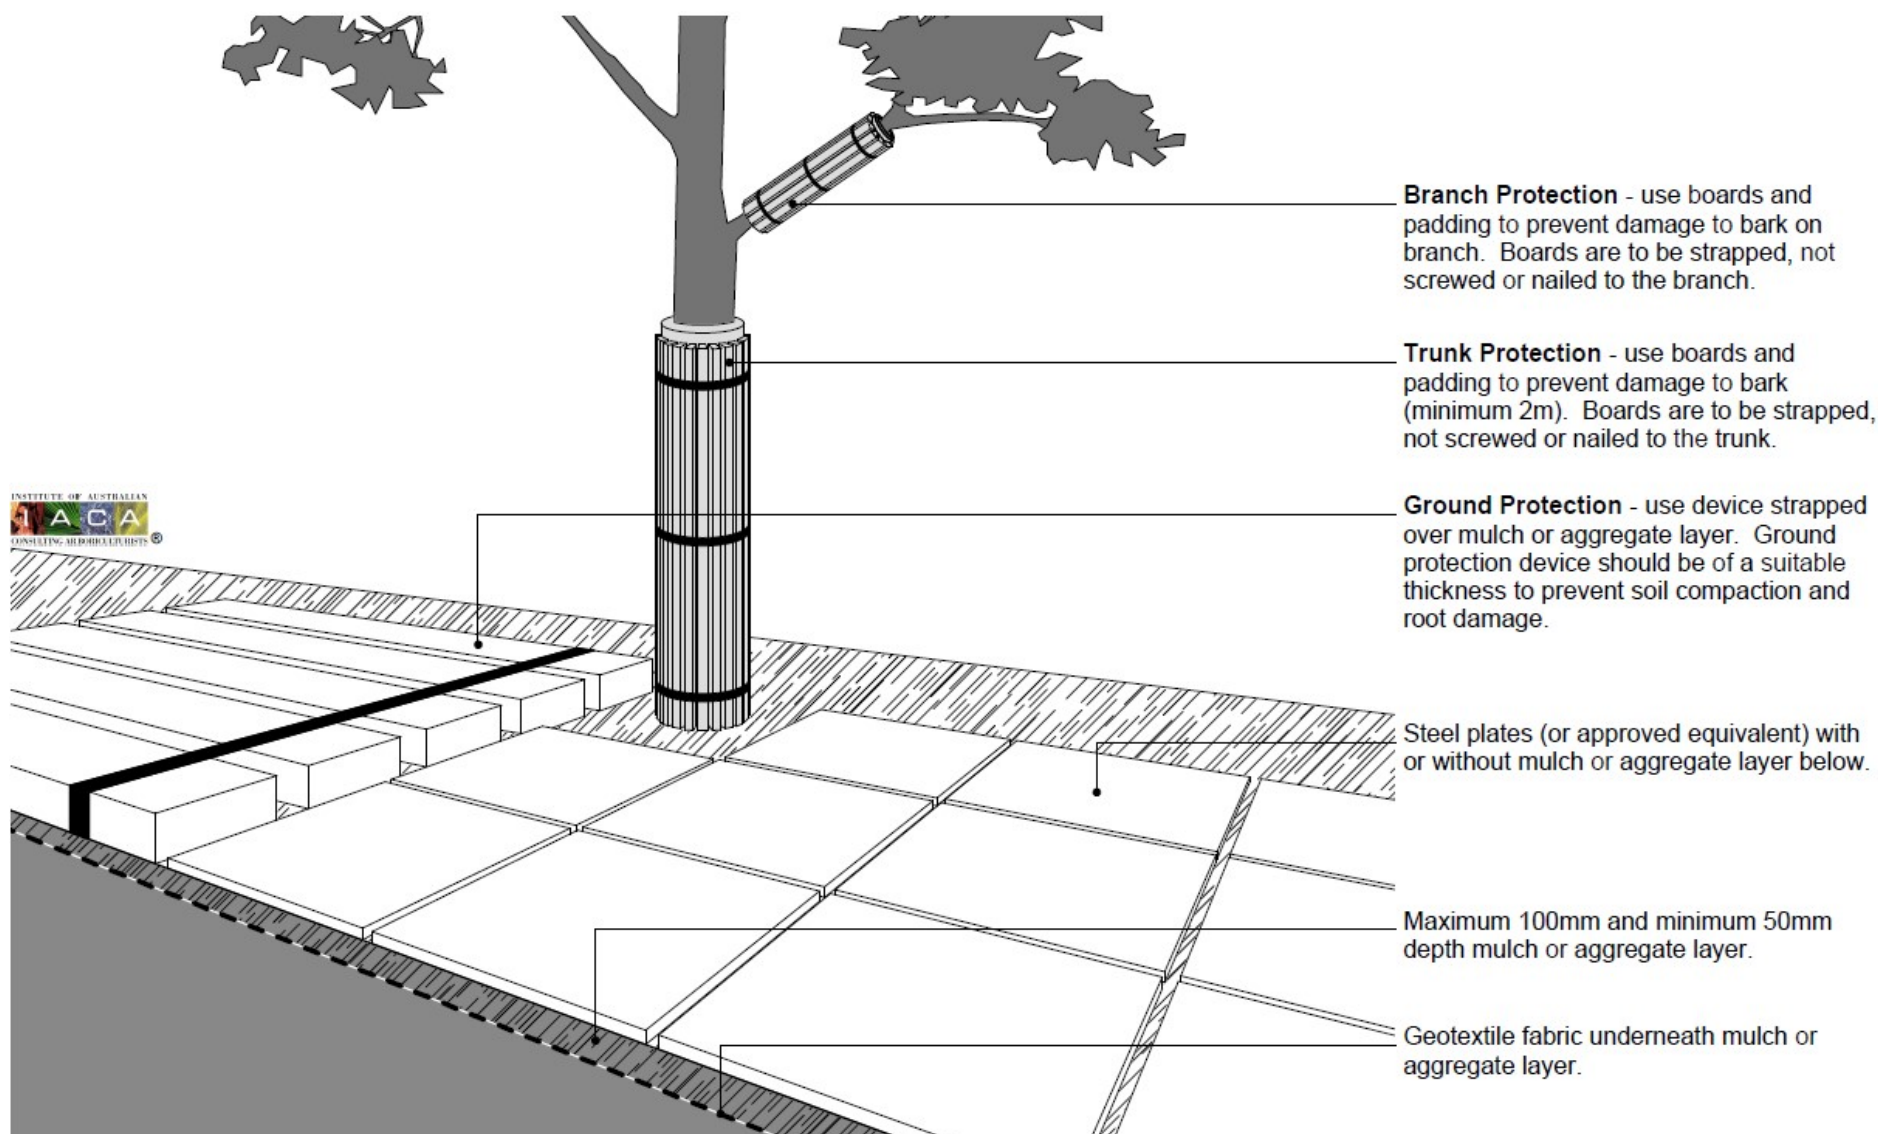 Branch Protection - use boards and
padding to prevent damage to bark on
branch. Boards are to be strapped, not
screwed or nailed to the branch.
Trunk Protection - use boards and
padding to prevent damage to bark
(minimum 2m). Boards are to be strapped,
not screwed or nailed to the trunk.
INSTITUTE OF AUSTRALIAN
IACA
CONSULTING ARBORICULTURISTS ®
Ground Protection - use device strapped
over mulch or aggregate layer. Ground
protection device should be of a suitable
thickness to prevent soil compaction and
root damage.
Steel plates (or approved equivalent) with
or without mulch or aggregate layer below.
Maximum 100mm and minimum 50mm
depth mulch or aggregate layer.
Geotextile fabric underneath mulch or
aggregate layer.